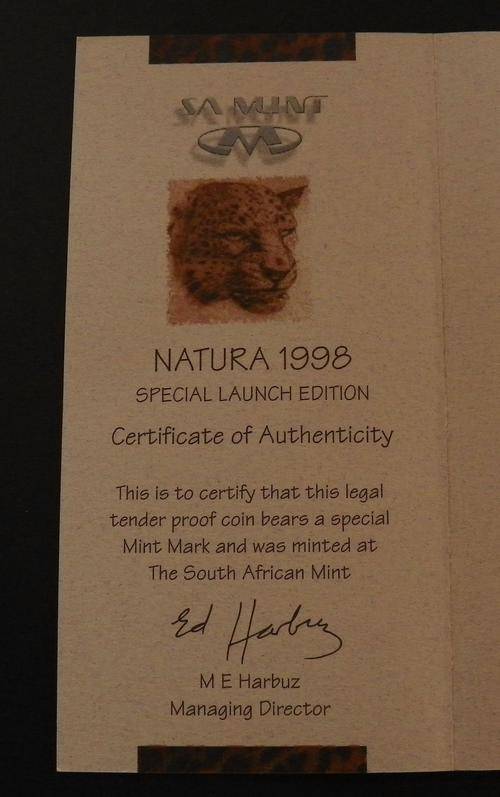 SA MINT
NATURA 1998
SPECIAL LAUNCH EDITION
Certificate of Authenticity
This is to certify that this legal
tender proof coin bears a special
Mint Mark and was minted at
The South African Mint
Ed Harbuz
M E Harbuz
Managing Director